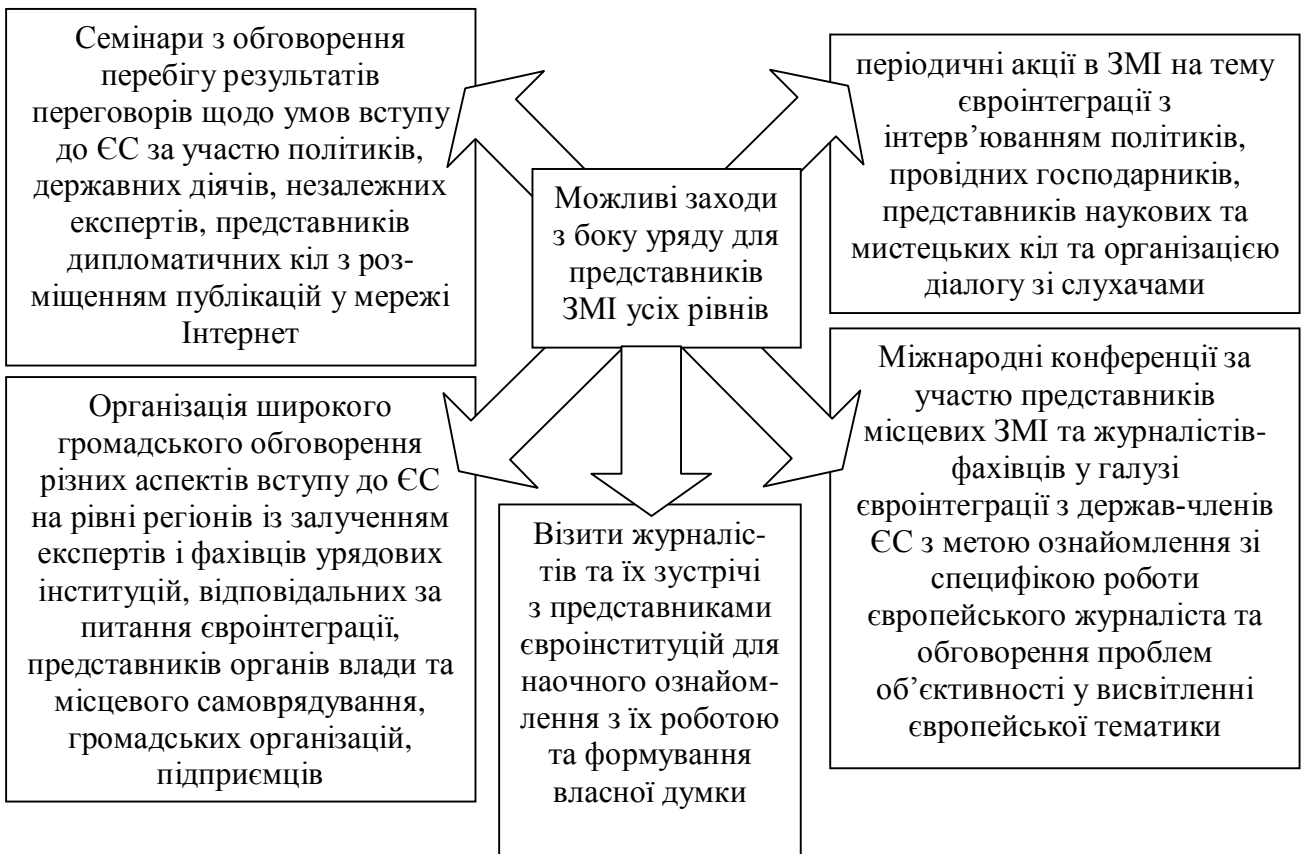 Семінари з обговорення
перебігу результатів
переговорів щодо умов вступу
до ЄС за участю політиків,
державних діячів, незалежних
експертів, представників
дипломатичних кіл з роз-
міщенням публікацій у мережі
Інтернет
періодичні акції в ЗМІ на тему
євроінтеграції з
інтерв’юванням політиків,
провідних господарників,
представників наукових та
мистецьких кіл та організацією
діалогу зі слухачами
Можливі заходи
з боку уряду для
представників
ЗМІ усіх рівнів
Організація широкого
громадського обговорення
різних аспектів вступу до ЄС
на рівні регіонів із залученням
експертів і фахівців урядових
інституцій, відповідальних за
питання євроінтеграції,
представників органів влади та
місцевого самоврядування,
громадських організацій,
підприємців
Візити журналіс-
тів та їх зустрічі
з представниками
євроінституцій для
наочного ознайом-
лення з їх роботою
та формування
власної думки
Міжнародні конференції за
участю представників
місцевих ЗМІ та журналістів-
фахівців у галузі
євроінтеграції з держав-членів
ЄС з метою ознайомлення зі
специфікою роботи
європейського журналіста та
обговорення проблем
об’єктивності у висвітленні
європейської тематики